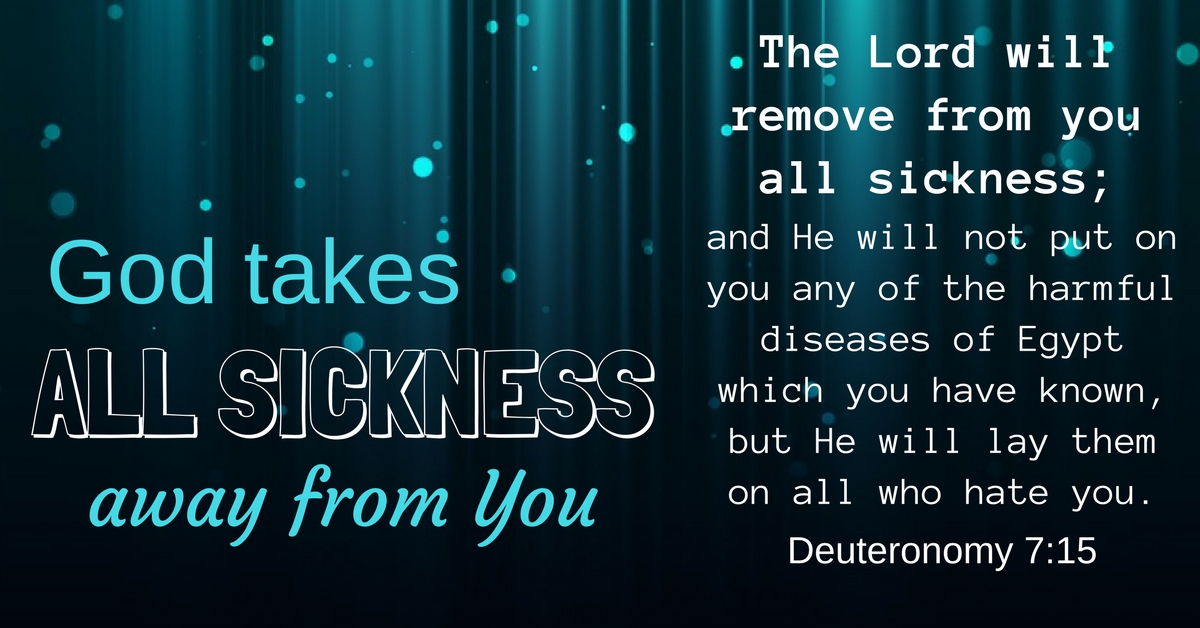 God takes
ALL SICKNESS
away from You
The Lord will
remove from you
all sickness;
and He will not put on
you any of the harmful
diseases of Egypt
which you have known,
but He will lay them
on all who hate you.
Deuteronomy 7:15